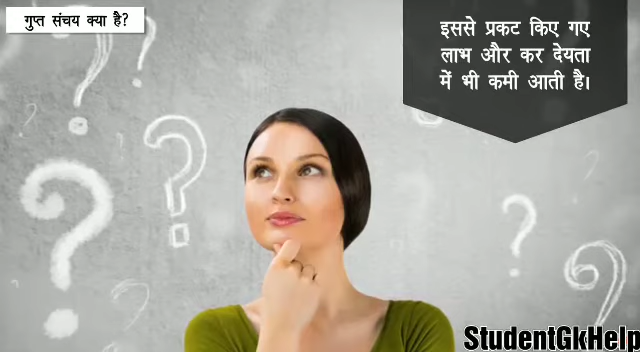 गुप्त संचय क्या है?
इससे प्रकट किए गए
लाभ और कर देयता
में भी कमी आती है।
StudentGkHelp